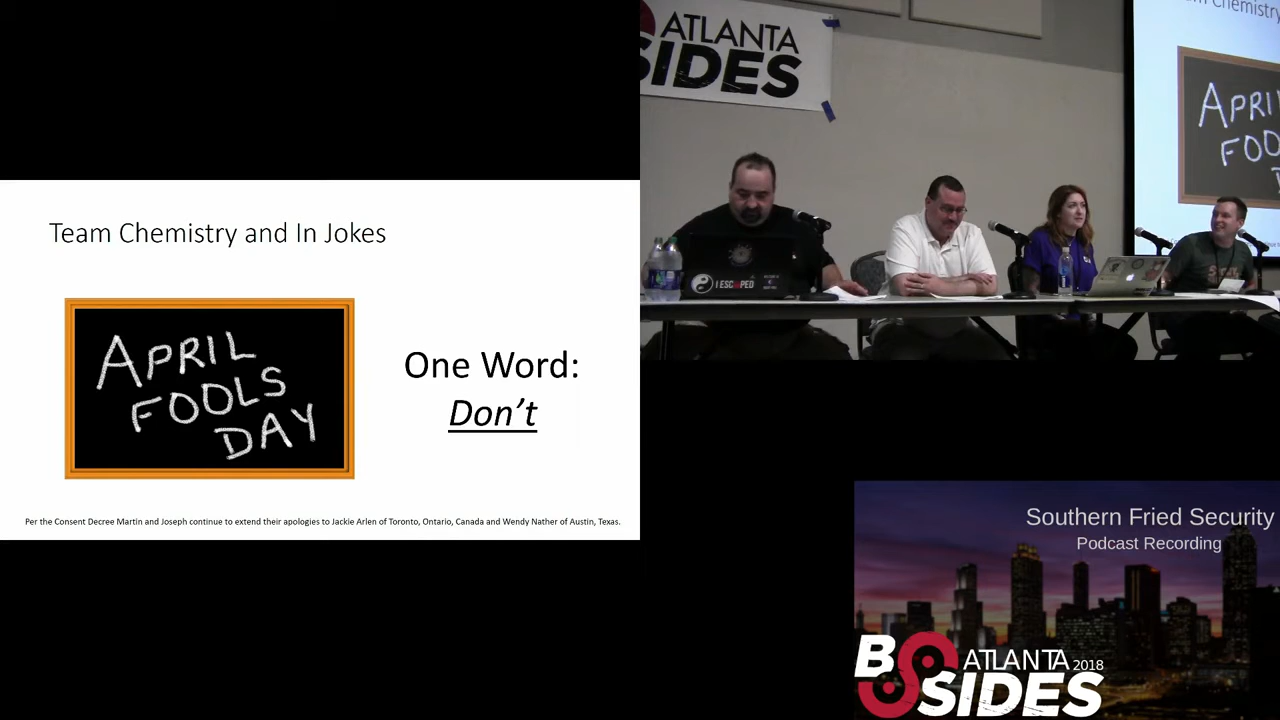 Team Chemistry and In Jokes
APRIL
FOOLS
DAY
One Word:
Don't
Per the Consent Decree Martin and Joseph continue to extend their apologies to Jackie Arlen of Toronto, Ontario, Canada and Wendy Nather of Austin, Texas.
ATLANTA
SIDES
Chemistry
APRI
FOO
I ESCAPED
Southern Fried Security
Podcast Recording
BSIDES ATLANTA 2018